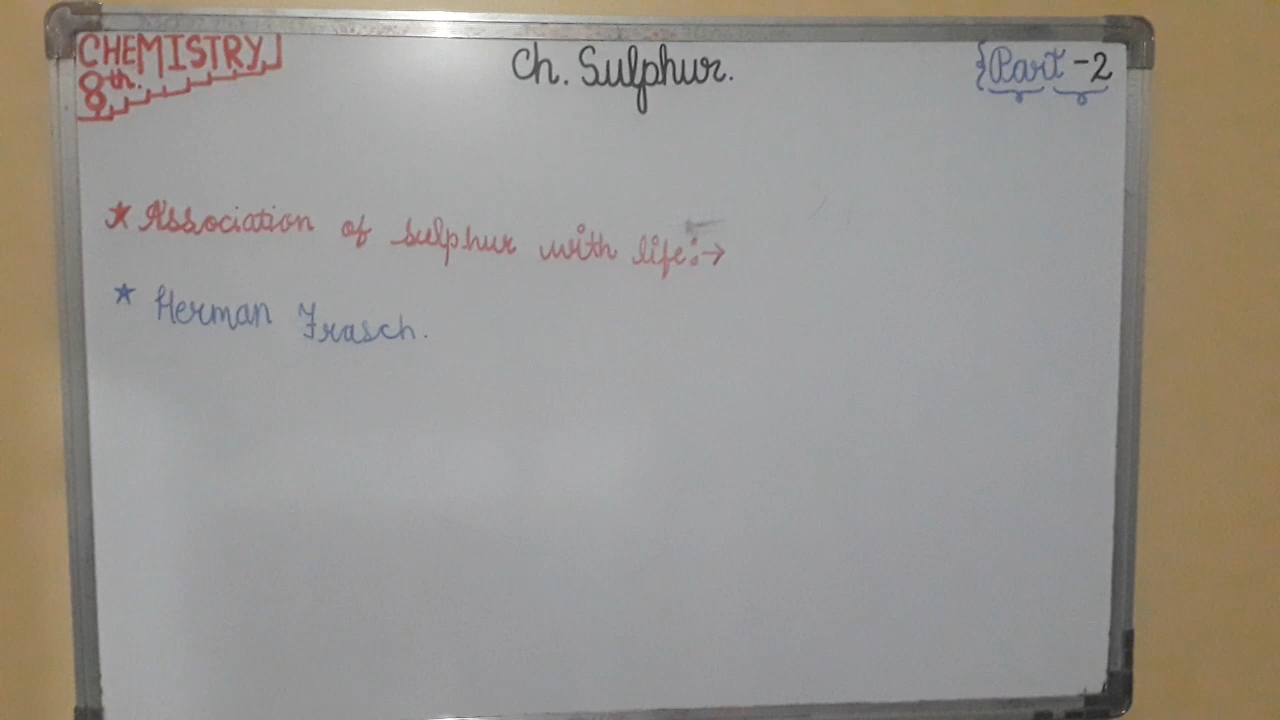 CHEMISTRY
8th.
Ch. Sulphur.
{Part-2
★ Association of sulphur with life:→
★ Herman Frasch.